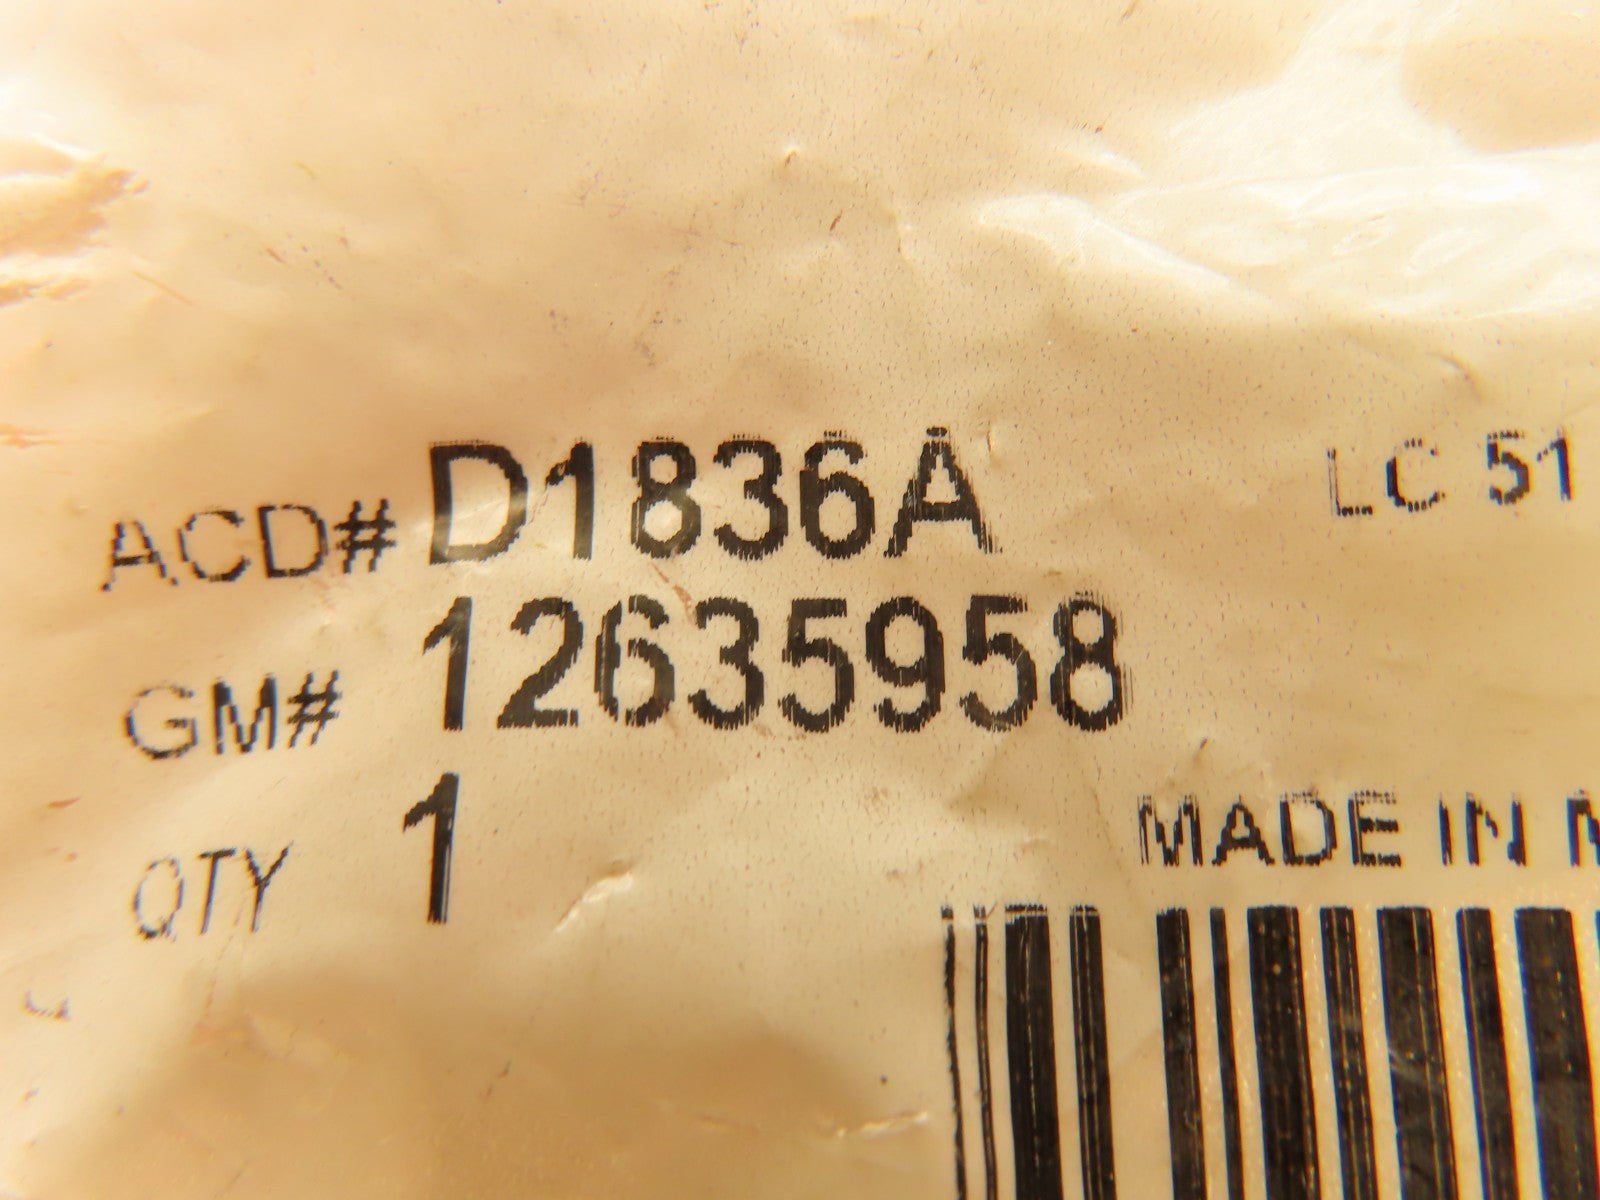 ACD# D1836A
LC 51
GM# 12635958
QTY 1
MADE IN